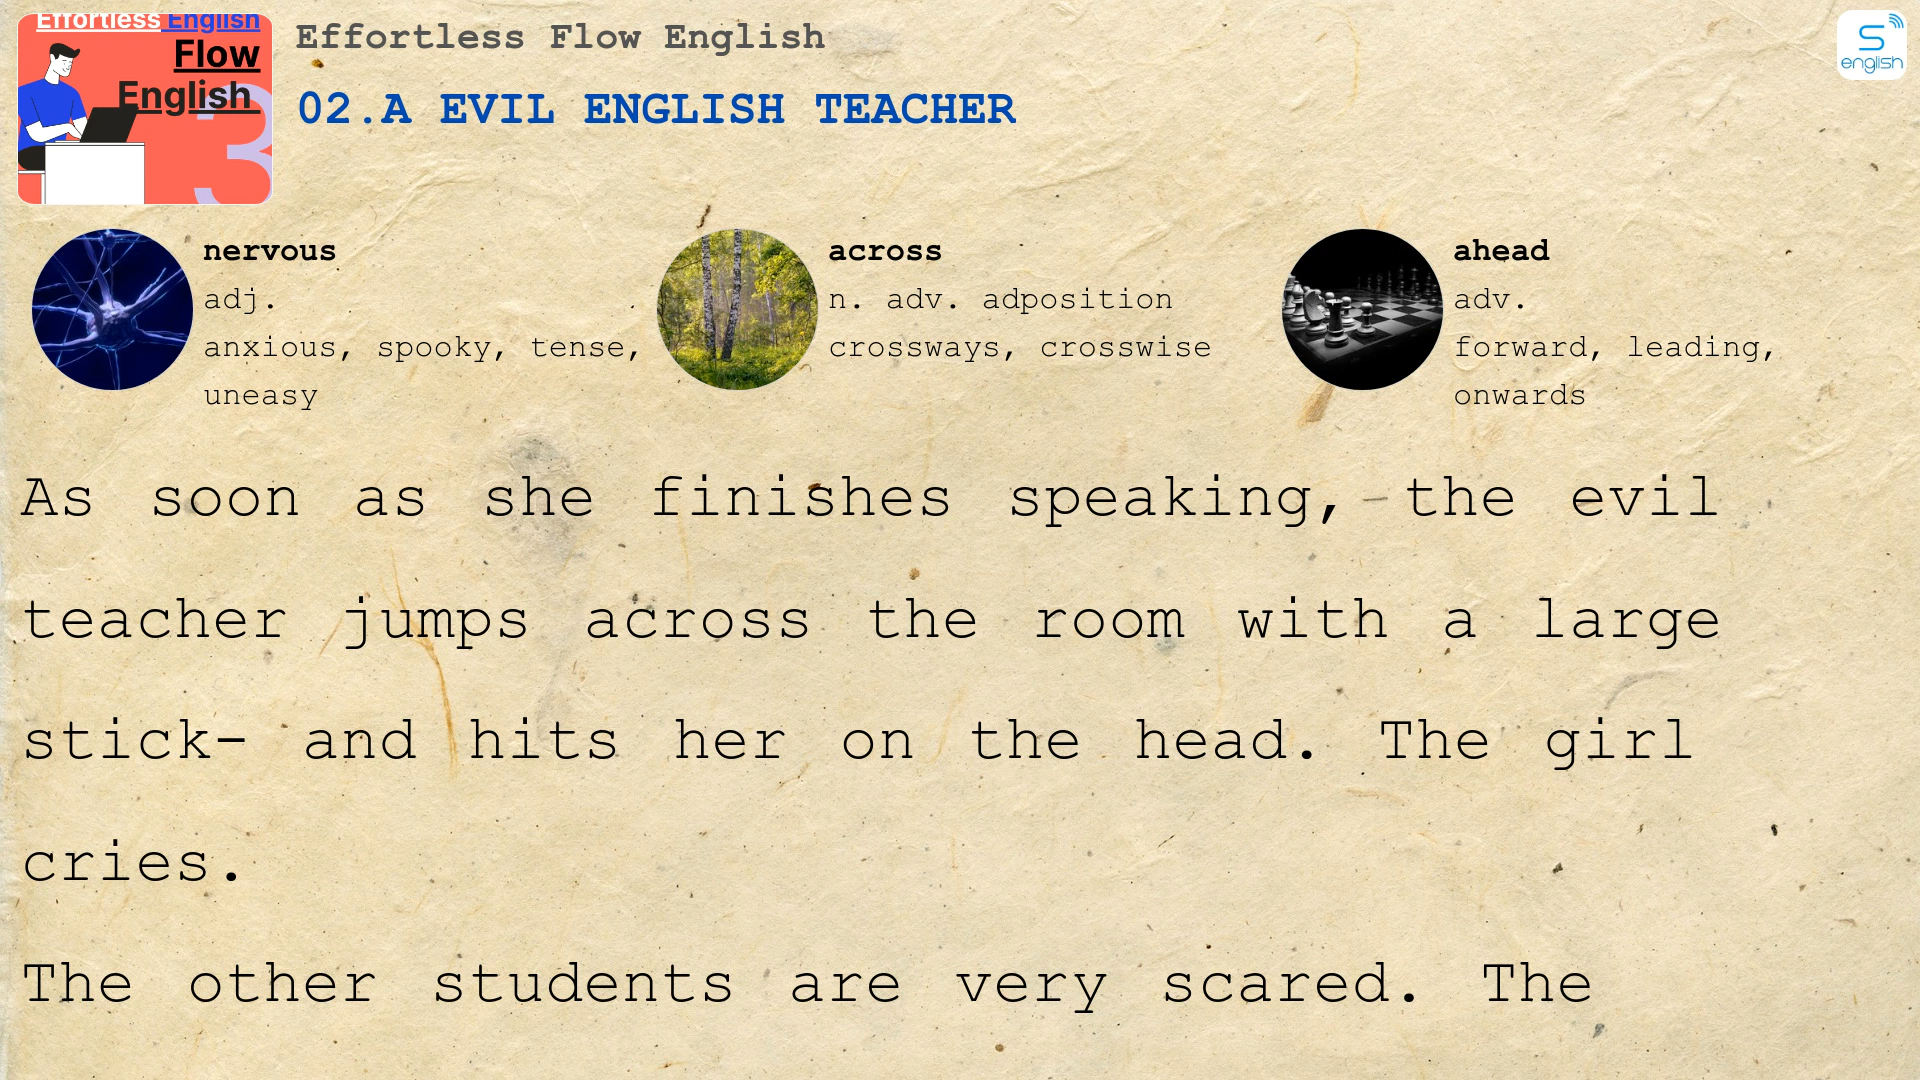 Effortless English
Flow
English
3
Effortless Flow English
02.A EVIL ENGLISH TEACHER
S
english
nervous
adj.
anxious, spooky, tense,
uneasy
across
n. adv. adposition
crossways, crosswise
ahead
adv.
forward, leading,
onwards
As soon as she finishes speaking, the evil
teacher jumps across the room with a large
stick- and hits her on the head. The girl
cries.
The other students are very scared. The